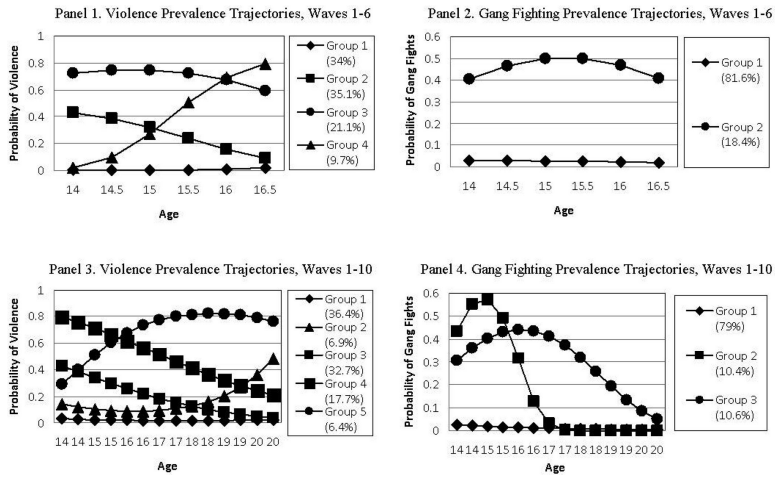 Panel 1. Violence Prevalence Trajectories, Waves 1-6
Probability of Violence
1
0.8
0.6
0.4
0.2
0
14 14.5 15 15.5 16 16.5
Age
Group 1
(34%)
Group 2
(35.1%)
Group 3
(21.1%)
Group 4
(9.7%)
Panel 2. Gang Fighting Prevalence Trajectories, Waves 1-6
Probability of Gang Fights
0.6
0.5
0.4
0.3
0.2
0.1
0
14 14.5 15 15.5 16 16.5
Age
Group 1
(81.6%)
Group 2
(18.4%)
Panel 3. Violence Prevalence Trajectories, Waves 1-10
Probability of Violence
1
0.8
0.6
0.4
0.2
0
14 14 15 15 16 16 17 17 18 18 19 19 20 20
Age
Group 1
(36.4%)
Group 2
(6.9%)
Group 3
(32.7%)
Group 4
(17.7%)
Group 5
(6.4%)
Panel 4. Gang Fighting Prevalence Trajectories, Waves 1-10
Probability of Gang Fights
0.6
0.5
0.4
0.3
0.2
0.1
0
14 14 15 15 16 16 17 17 18 18 19 19 20 20
Age
Group 1
(79%)
Group 2
(10.4%)
Group 3
(10.6%)